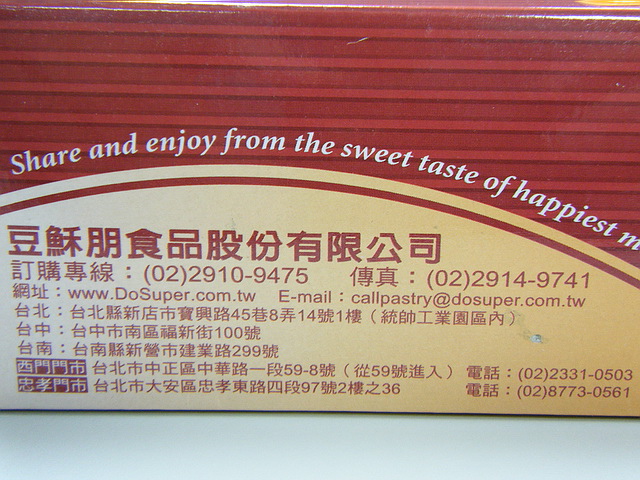 Share and enjoy from the sweet taste of happiest
豆穌朋食品股份有限公司
訂購專線：(02)2910-9475 傳真：(02)2914-9741
網址：www.DoSuper.com.tw E-mail：callpastry@dosuper.com.tw
台北：台北縣新店市寶興路45巷8弄14號1樓（統帥工業園區內）
台中：台中市南區福新街100號
台南：台南縣新營市建業路299號
西門門市 台北市中正區中華路一段59-8號（從59號進入） 電話：(02)2331-0503
忠孝門市 台北市大安區忠孝東路四段97號2樓之36 電話：(02)8773-0561